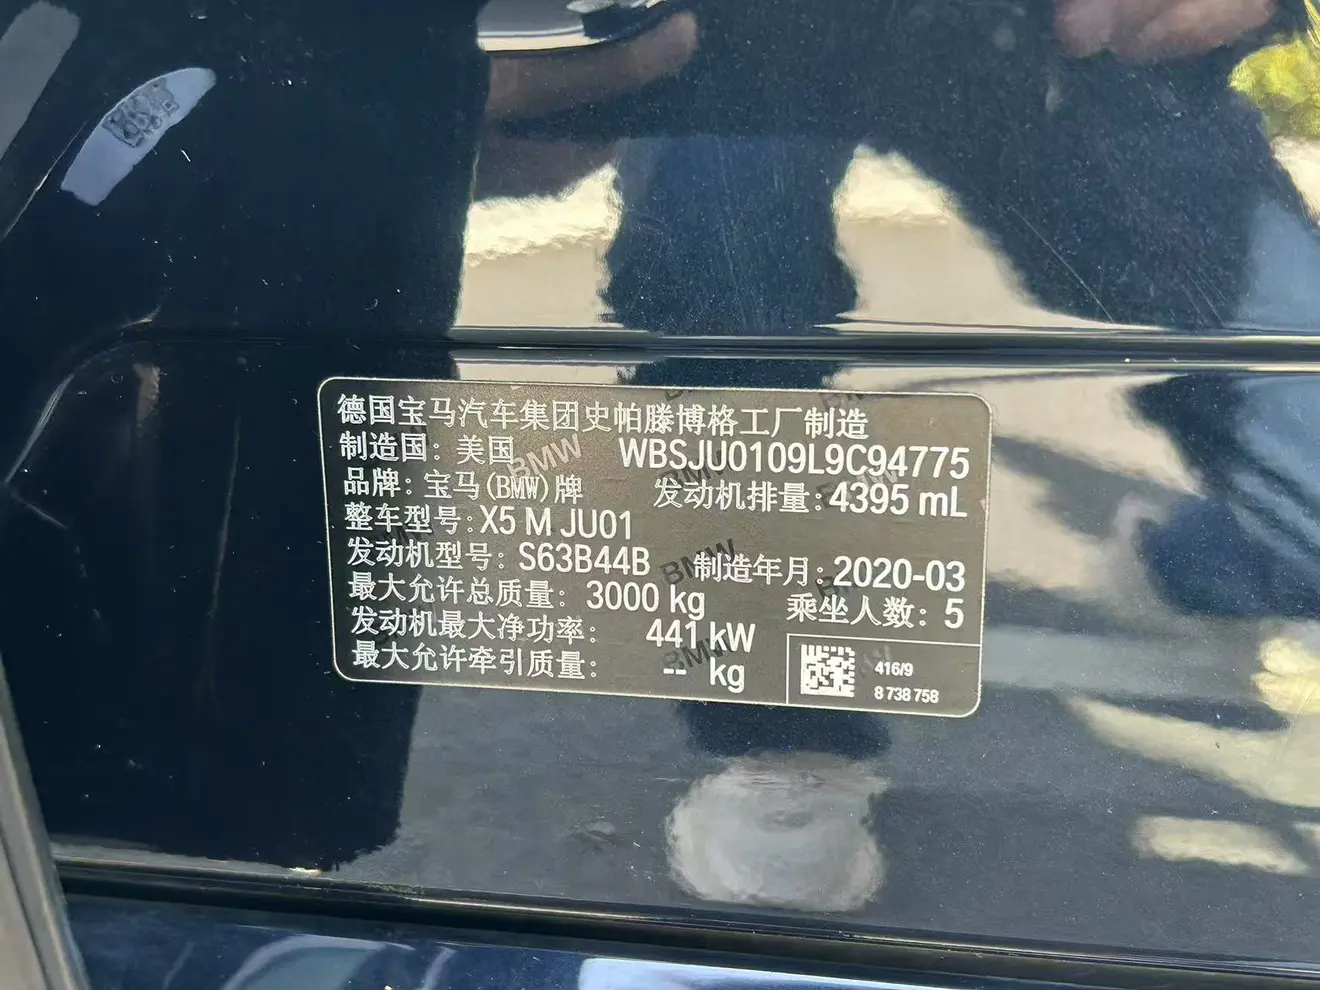 德国宝马汽车集团史帕滕博格工厂制造
制造国：美国 WBSJU0109L9C94775
品牌：宝马(BMW)牌 发动机排量：4395 mL
整车型号：X5 M JU01
发动机型号：S63B44B 制造年月：2020-03
最大允许总质量：3000 kg 乘坐人数：5
发动机最大净功率：441 kW
最大允许牵引质量：-- kg
416/9
8 738 758
BMW
BMW
BMW